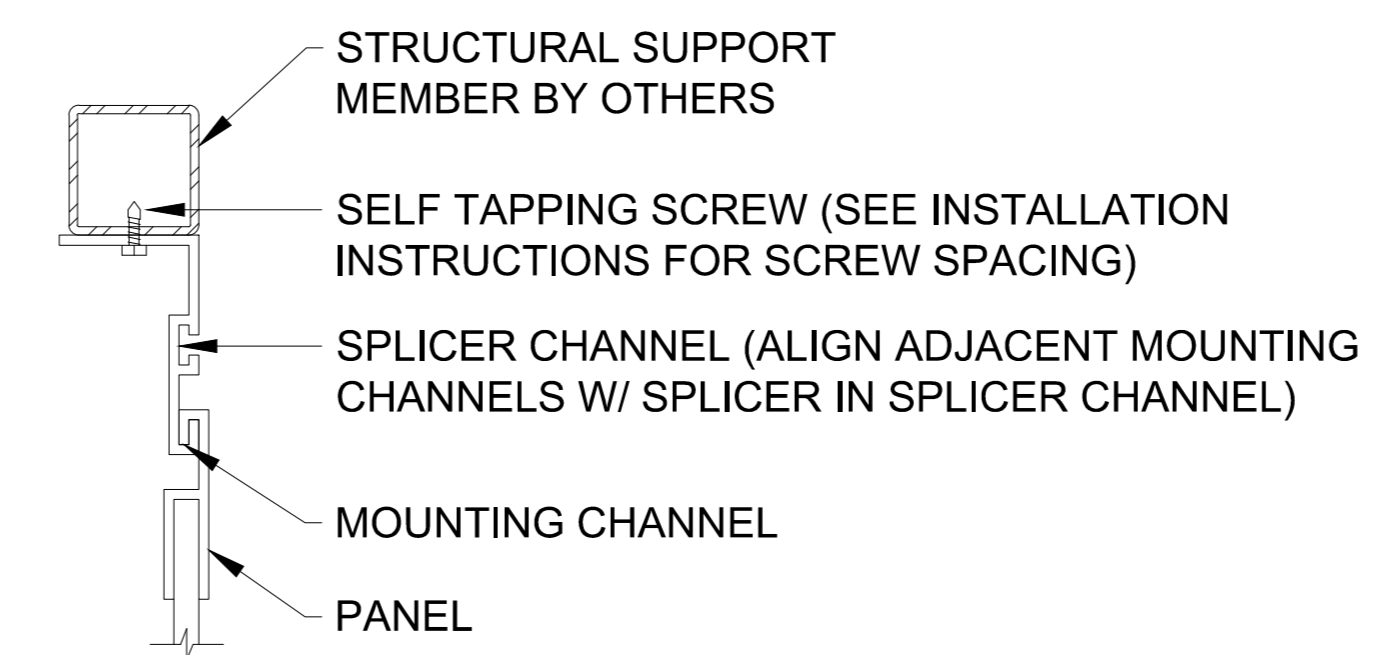 STRUCTURAL SUPPORT
MEMBER BY OTHERS
SELF TAPPING SCREW (SEE INSTALLATION
INSTRUCTIONS FOR SCREW SPACING)
SPLICER CHANNEL (ALIGN ADJACENT MOUNTING
CHANNELS W/ SPLICER IN SPLICER CHANNEL)
MOUNTING CHANNEL
PANEL